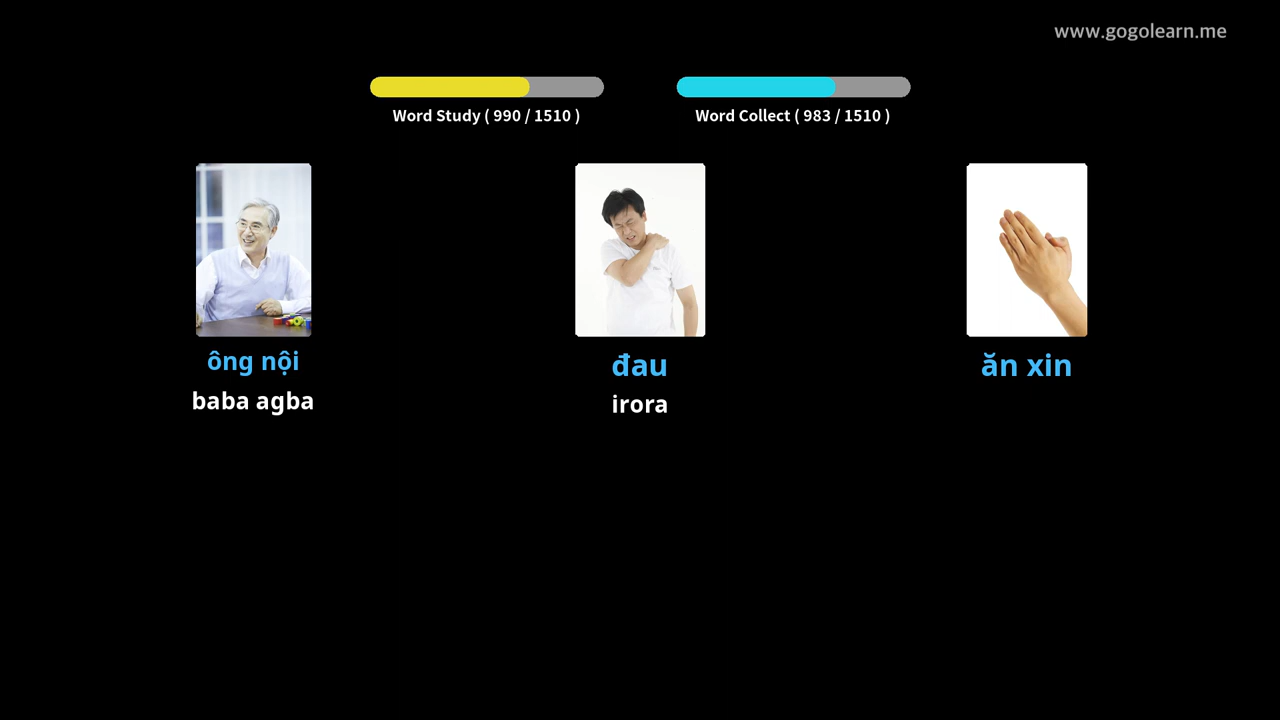 www.gogolearn.me
Word Study ( 990 / 1510 )
Word Collect ( 983 / 1510 )
ông nội
baba agba
đau
irora
ăn xin